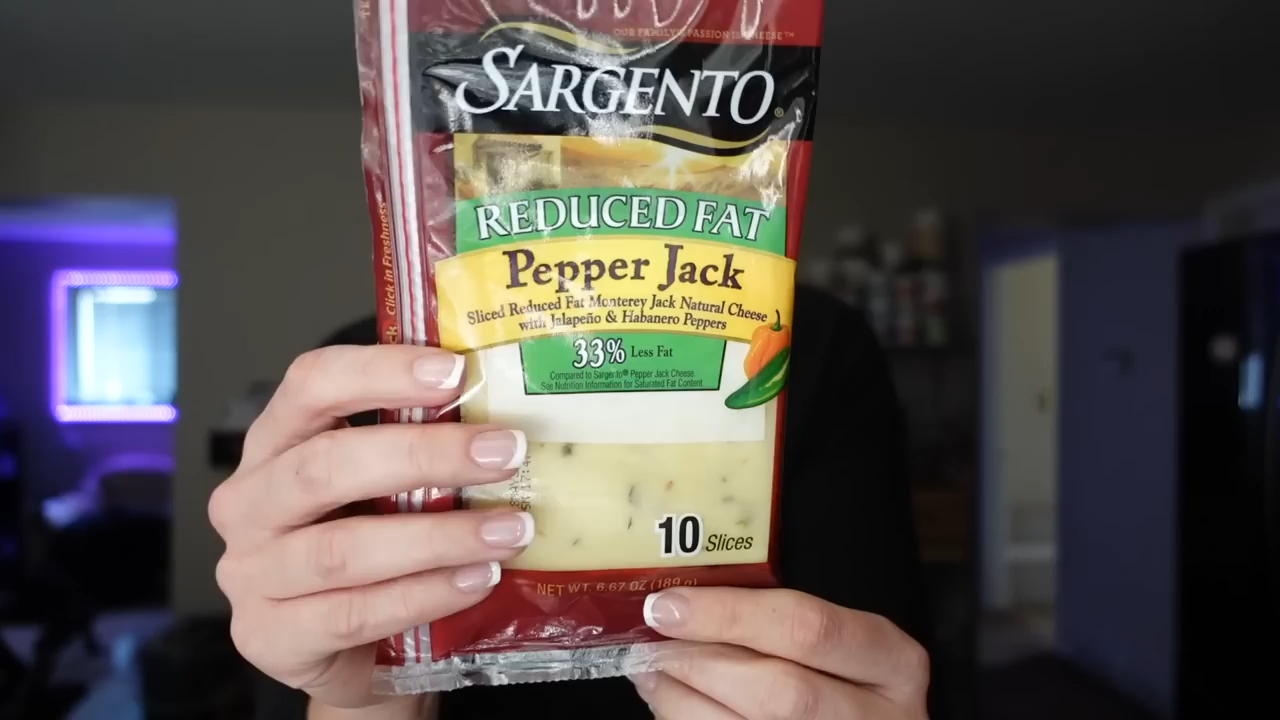 OUR FAMILY'S PASSION IS CHEESE™
SARGENTO®
REDUCED FAT
Pepper Jack
Sliced Reduced Fat Monterey Jack Natural Cheese
with Jalapeño & Habanero Peppers
33% Less Fat
Compared to Sargento® Pepper Jack Cheese.
See Nutrition Information for Saturated Fat Content.
10 Slices
NET WT. 6.67 OZ (189 g)
Click in Freshness